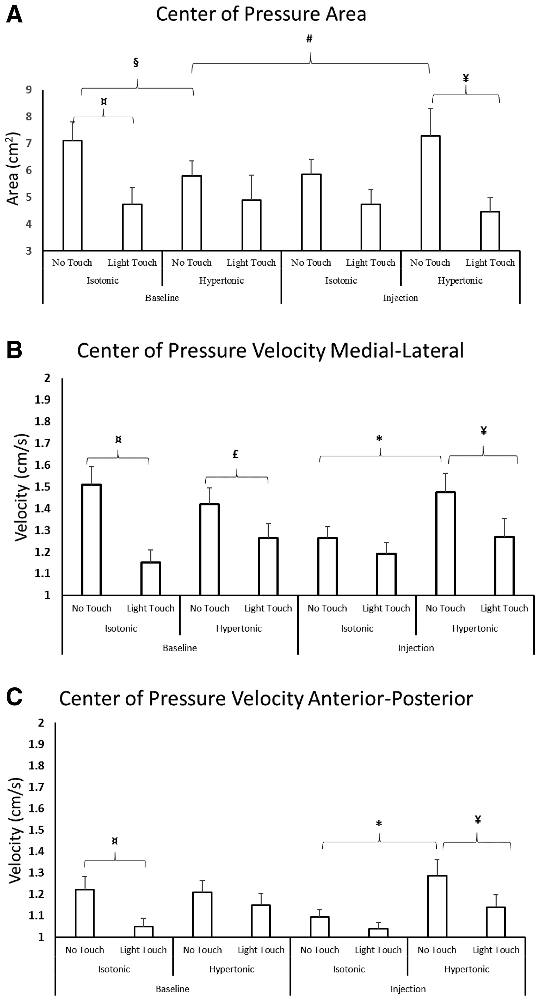 A
Center of Pressure Area
#
§
¥
¤
9
8
7
6
5
4
3
Area (cm²)
No Touch Light Touch No Touch Light Touch No Touch Light Touch No Touch Light Touch
Isotonic Hypertonic Isotonic Hypertonic
Baseline Injection
B
Center of Pressure Velocity Medial-Lateral
2
1.9
1.8
1.7
1.6
1.5
1.4
1.3
1.2
1.1
1
Velocity (cm/s)
¤
£
*
¥
No Touch Light Touch No Touch Light Touch No Touch Light Touch No Touch Light Touch
Isotonic Hypertonic Isotonic Hypertonic
Baseline Injection
C
Center of Pressure Velocity Anterior-Posterior
2
1.9
1.8
1.7
1.6
1.5
1.4
1.3
1.2
1.1
1
Velocity (cm/s)
¤
*
¥
No Touch Light Touch No Touch Light Touch No Touch Light Touch No Touch Light Touch
Isotonic Hypertonic Isotonic Hypertonic
Baseline Injection